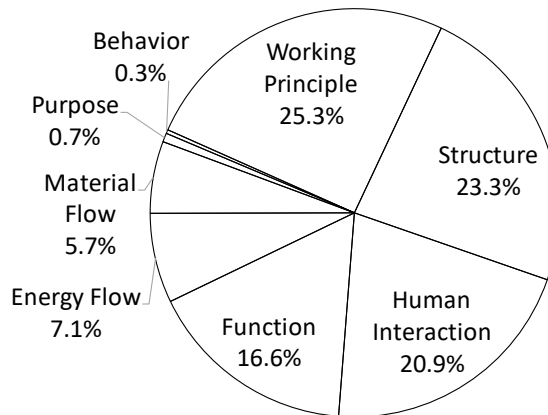 Behavior
0.3%
Working
Principle
25.3%
Purpose
0.7%
Structure
23.3%
Material
Flow
5.7%
Energy Flow
7.1%
Function
16.6%
Human
Interaction
20.9%